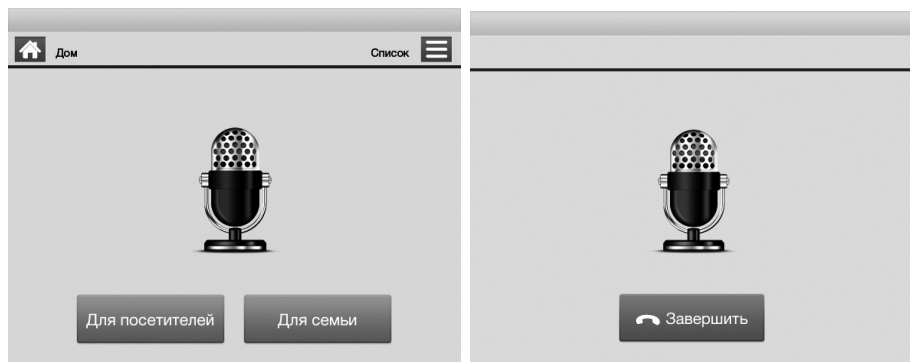 Дом
Список
Для посетителей
Для семьи
Завершить